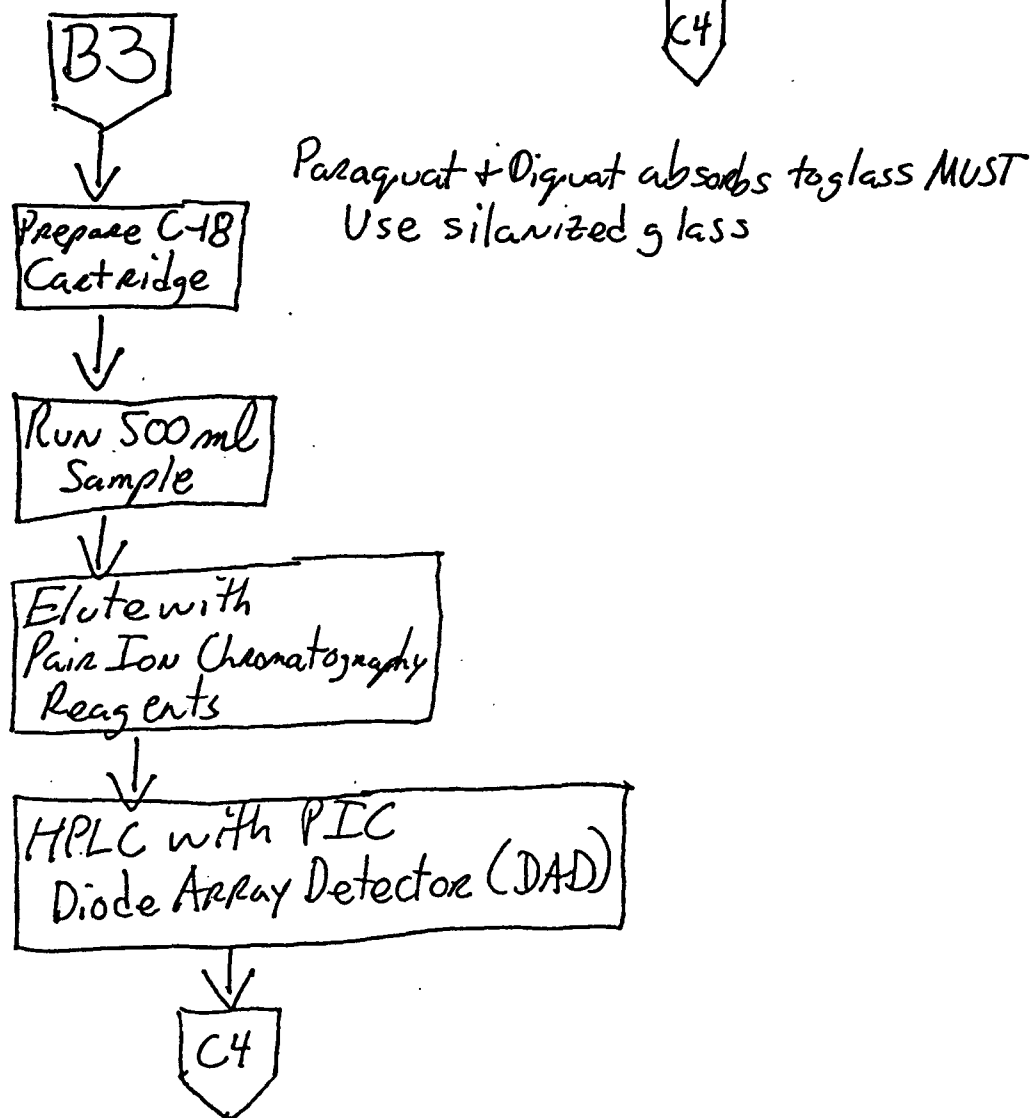 B3
C4
Paraquat + Diquat absorbs to glass MUST
Use silanized glass
Prepare C-18
Cartridge
Run 500 ml
Sample
Elute with
Pair Ion Chromatography
Reagents
HPLC with PIC
Diode Array Detector (DAD)
C4